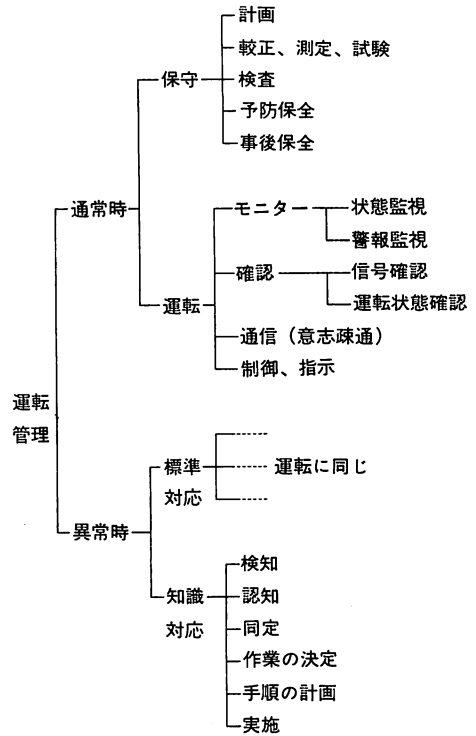 計画
較正、測定、試験
保守
検査
予防保全
事後保全
通常時
モニター
状態監視
警報監視
確認
信号確認
運転
運転状態確認
通信（意志疎通）
制御、指示
運転
管理
標準
対応
運転に同じ
異常時
検知
知識
対応
認知
同定
作業の決定
手順の計画
実施